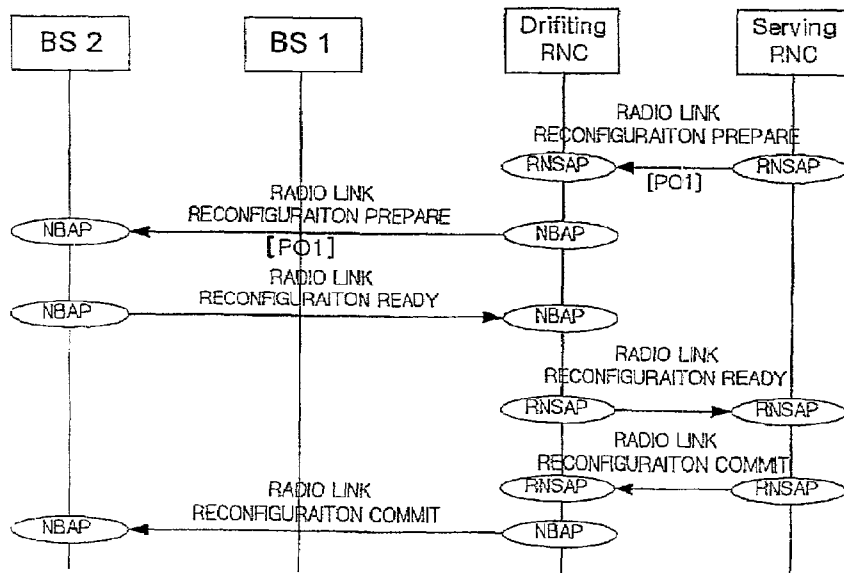 BS 2
BS 1
Drifiting
RNC
Serving
RNC
RADIO LINK
RECONFIGURAITON PREPARE
RNSAP
RNSAP
[PO1]
RADIO LINK
RECONFIGURAITON PREPARE
NBAP
NBAP
[PO1]
RADIO LINK
RECONFIGURAITON READY
NBAP
NBAP
RADIO LINK
RECONFIGURAITON READY
RNSAP
RNSAP
RADIO LINK
RECONFIGURAITON COMMIT
RNSAP
RNSAP
RADIO LINK
RECONFIGURAITON COMMIT
NBAP
NBAP